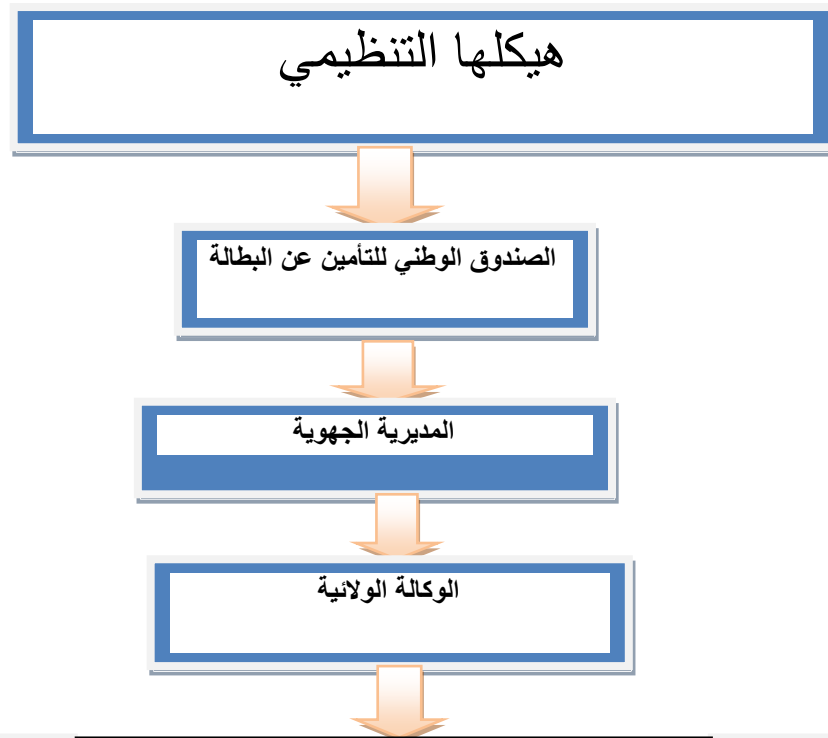 هيكلها التنظيمي
الصندوق الوطني للتأمين عن البطالة
المديرية الجهوية
الوكالة الولائية